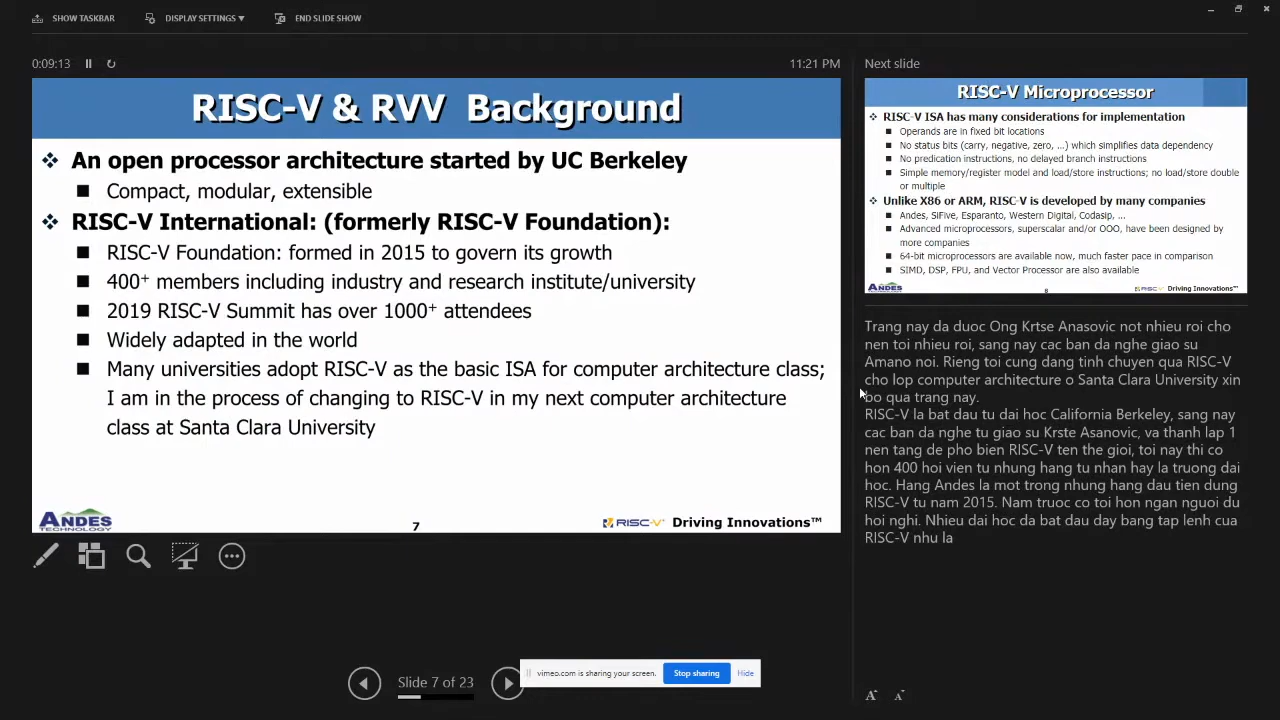 SHOW TASKBAR
DISPLAY SETTINGS ▼
END SLIDE SHOW
0:09:13
11:21 PM
RISC-V & RVV Background
❖ An open processor architecture started by UC Berkeley
■ Compact, modular, extensible
❖ RISC-V International: (formerly RISC-V Foundation):
■ RISC-V Foundation: formed in 2015 to govern its growth
■ 400+ members including industry and research institute/university
■ 2019 RISC-V Summit has over 1000+ attendees
■ Widely adapted in the world
■ Many universities adopt RISC-V as the basic ISA for computer architecture class;
I am in the process of changing to RISC-V in my next computer architecture
class at Santa Clara University
ANDES
TECHNOLOGY
7
RISC-V Driving Innovations™
Slide 7 of 23
vimeo.com is sharing your screen.
Stop sharing
Hide
Next slide
RISC-V Microprocessor
❖ RISC-V ISA has many considerations for implementation
■ Operands are in fixed bit locations
■ No status bits (carry, negative, zero, ...) which simplifies data dependency
■ No predication instructions, no delayed branch instructions
■ Simple memory/register model and load/store instructions; no load/store double
or multiple
❖ Unlike X86 or ARM, RISC-V is developed by many companies
■ Andes, SiFive, Esparanto, Western Digital, Codasip, ...
■ Advanced microprocessors, superscalar and/or OOO, have been designed by
more companies
■ 64-bit microprocessors are available now, much faster pace in comparison
■ SIMD, DSP, FPU, and Vector Processor are also available
ANDES
8
RISC-V Driving Innovations™
Trang nay da duoc Ong Krtse Anasovic not nhieu roi cho
nen toi nhieu roi, sang nay cac ban da nghe giao su
Amano noi. Rieng toi cung dang tinh chuyen qua RISC-V
cho lop computer architecture o Santa Clara University xin
bo qua trang nay.
RISC-V la bat dau tu dai hoc California Berkeley, sang nay
cac ban da nghe tu giao su Krste Asanovic, va thanh lap 1
nen tang de pho bien RISC-V ten the gioi, toi nay thi co
hon 400 hoi vien tu nhung hang tu nhan hay la truong dai
hoc. Hang Andes la mot trong nhung hang dau tien dung
RISC-V tu nam 2015. Nam truoc co toi hon ngan nguoi du
hoi nghi. Nhieu dai hoc da bat dau day bang tap lenh cua
RISC-V nhu la
A A